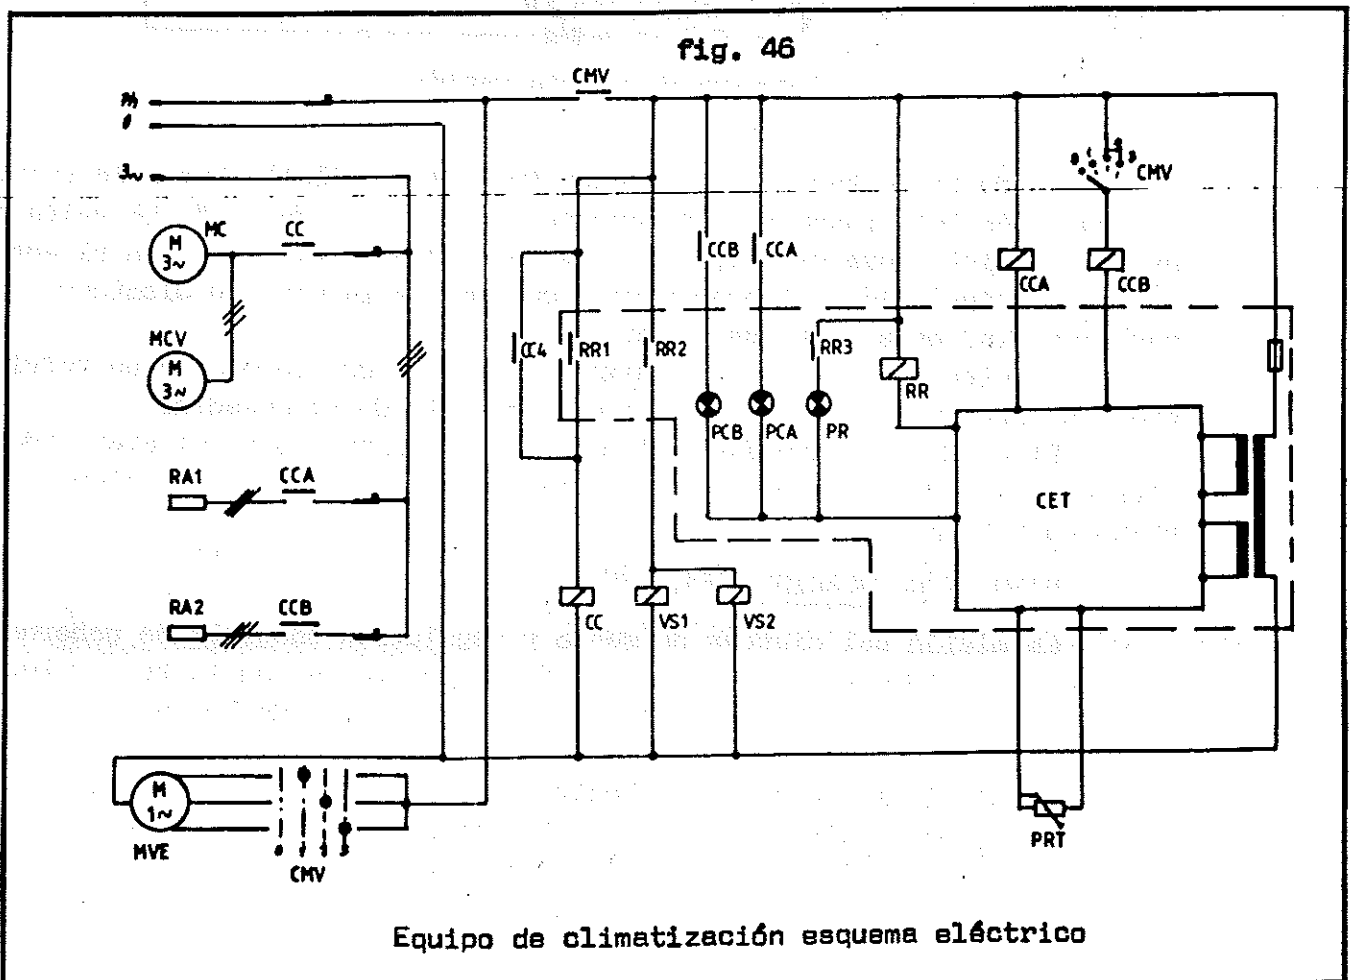 fig. 46
CMV
3~
MC
CC
M
3~
CMV
CCB
CCA
CCA
CCB
MCV
M
3~
CC4
RR1
RR2
RR3
RR
PCB
PCA
PR
RA1
CCA
CET
RA2
CCB
CC
VS1
VS2
M
1~
MVE
CMV
PRT
Equipo de climatización esquema eléctrico